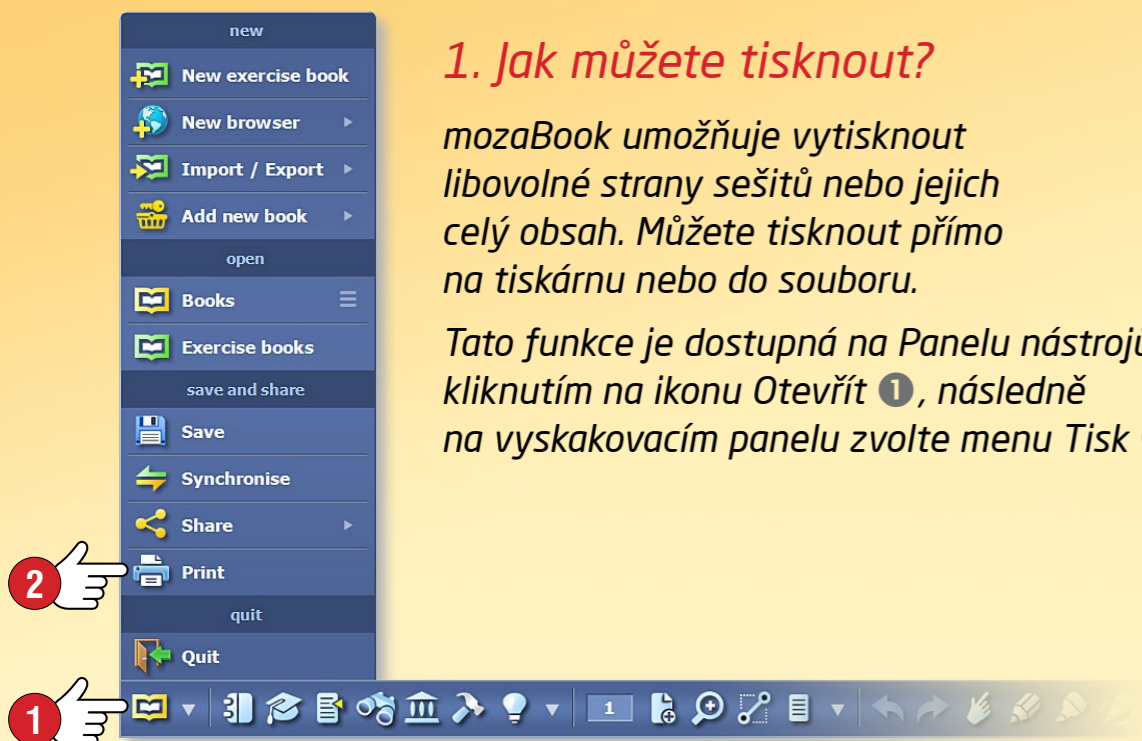 new
New exercise book
New browser
Import / Export
Add new book
open
Books
Exercise books
save and share
Save
Synchronise
Share
Print
quit
Quit
2
1
1
1. Jak můžete tisknout?
mozaBook umožňuje vytisknout
libovolné strany sešitů nebo jejich
celý obsah. Můžete tisknout přímo
na tiskárnu nebo do souboru.
Tato funkce je dostupná na Panelu nástrojů
kliknutím na ikonu Otevřít 1, následně
na vyskakovacím panelu zvolte menu Tisk